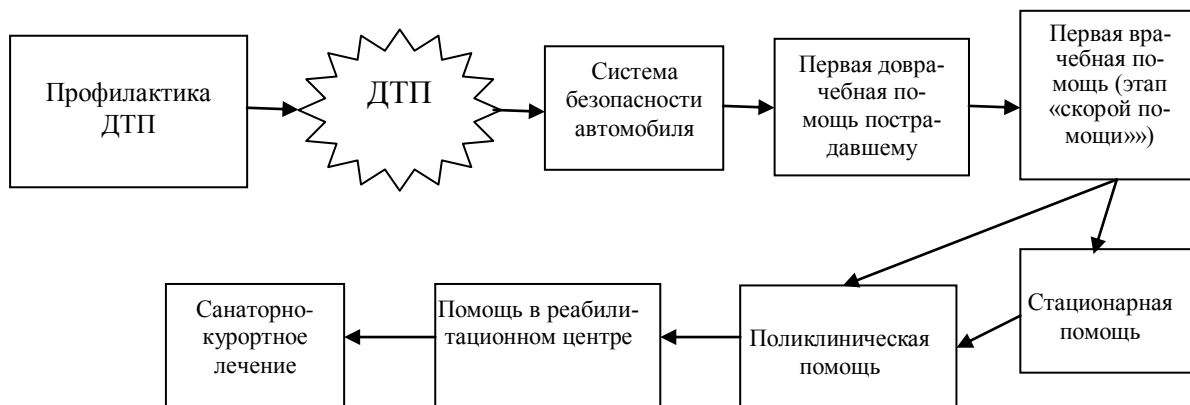 Профилактика
ДТП
ДТП
Система
безопасности
автомобиля
Первая довра-
чебная по-
мощь постра-
давшему
Первая вра-
чебная по-
мощь (этап
«скорой по-
мощи»»)
Санаторно-
курортное
лечение
Помощь в реабили-
тационном центре
Поликлиническая
помощь
Стационарная
помощь